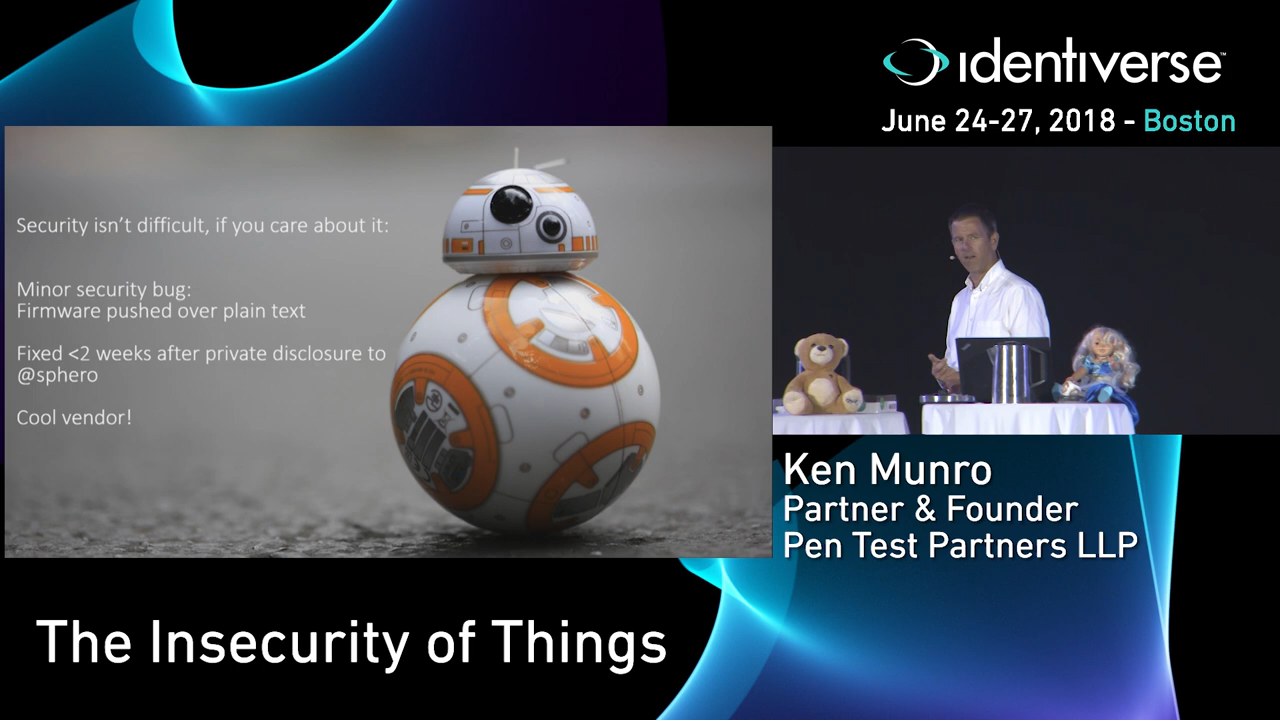 identiverse™
June 24-27, 2018 - Boston
Security isn't difficult, if you care about it:
Minor security bug:
Firmware pushed over plain text
Fixed <2 weeks after private disclosure to
@sphero
Cool vendor!
Ken Munro
Partner & Founder
Pen Test Partners LLP
The Insecurity of Things